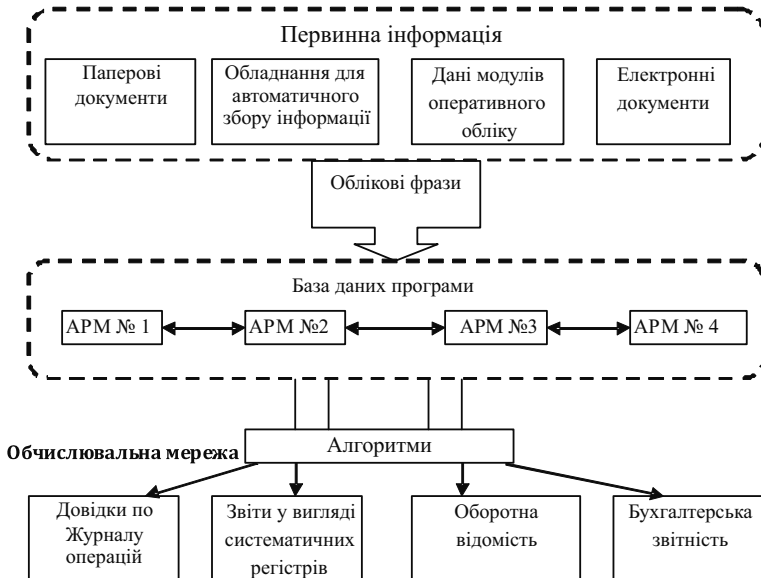 Первинна інформація
Паперові
документи
Обладнання для
автоматичного
збору інформації
Дані модулів
оперативного
обліку
Електронні
документи
Облікові фрази
База даних програми
АРМ № 1
АРМ №2
АРМ №3
АРМ № 4
Обчислювальна мережа
Алгоритми
Довідки по
Журналу
операцій
Звіти у вигляді
систематичних
регістрів
Оборотна
відомість
Бухгалтерська
звітність